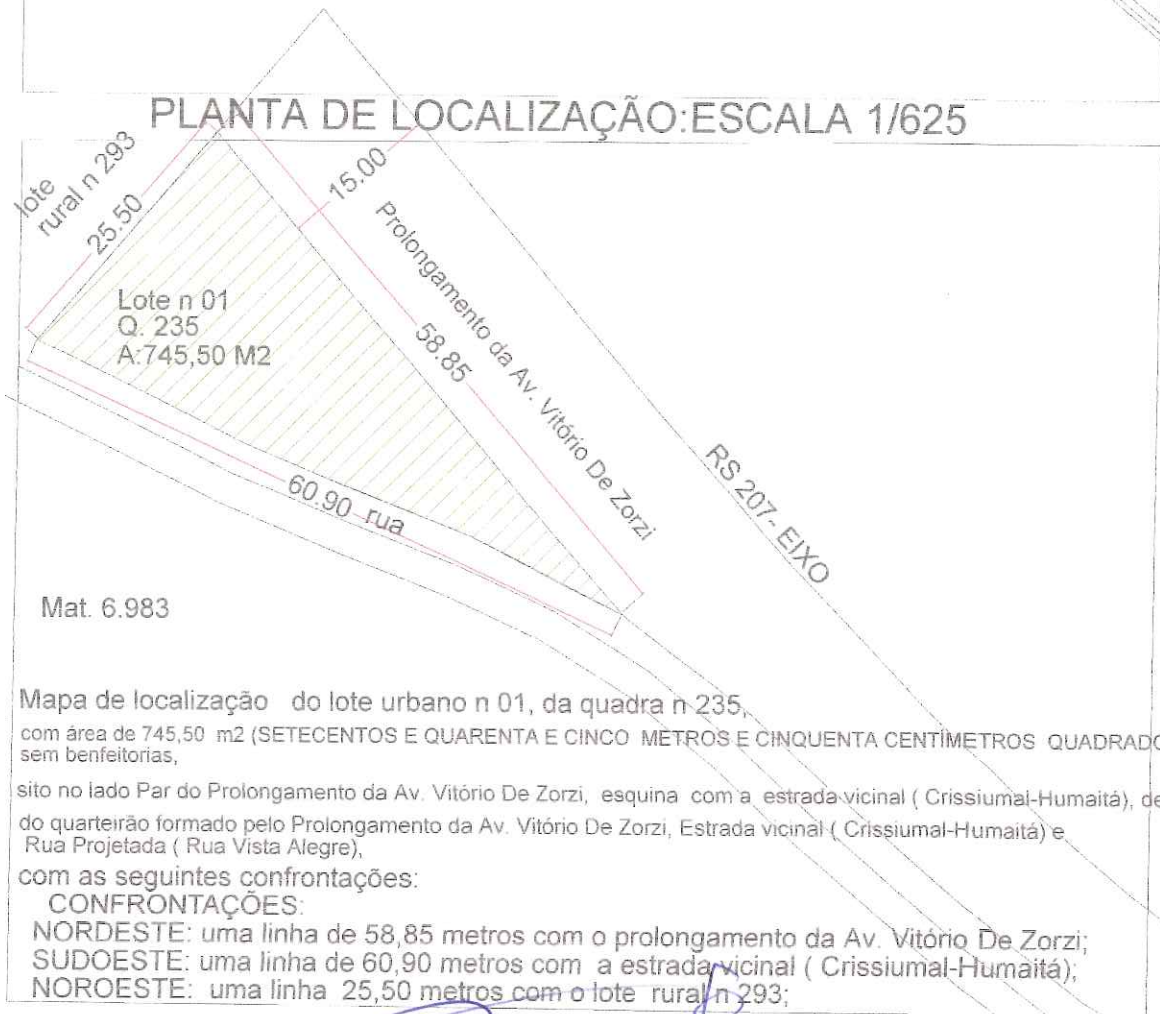 PLANTA DE LOCALIZAÇÃO:ESCALA 1/625
lote
rural n 293
25.50
15.00
Prolongamento da Av. Vitório De Zorzi
58.85
Lote n 01
Q. 235
A:745,50 M2
RS 207- EIXO
60.90 rua
Mat. 6.983
Mapa de localização do lote urbano n 01, da quadra n 235,
com área de 745,50 m2 (SETECENTOS E QUARENTA E CINCO METROS E CINQUENTA CENTÍMETROS QUADRADO
sem benfeitorias,
sito no lado Par do Prolongamento da Av. Vitório De Zorzi, esquina com a estrada vicinal ( Crissiumal-Humaitá), de
do quarteirão formado pelo Prolongamento da Av. Vitório De Zorzi, Estrada vicinal ( Crissiumal-Humaitá) e
Rua Projetada ( Rua Vista Alegre),
com as seguintes confrontações:
CONFRONTAÇÕES:
NORDESTE: uma linha de 58,85 metros com o prolongamento da Av. Vitório De Zorzi;
SUDOESTE: uma linha de 60,90 metros com a estrada vicinal ( Crissiumal-Humaitá);
NOROESTE: uma linha 25,50 metros com o lote rural n 293;